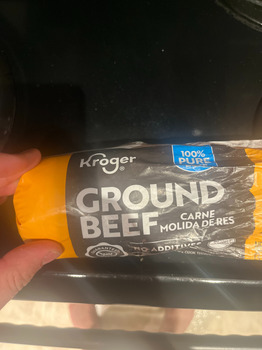 Kroger®
100%
PURE
GROUND
BEEF
CARNE
MOLIDA DE RES
NO ADDITIVES